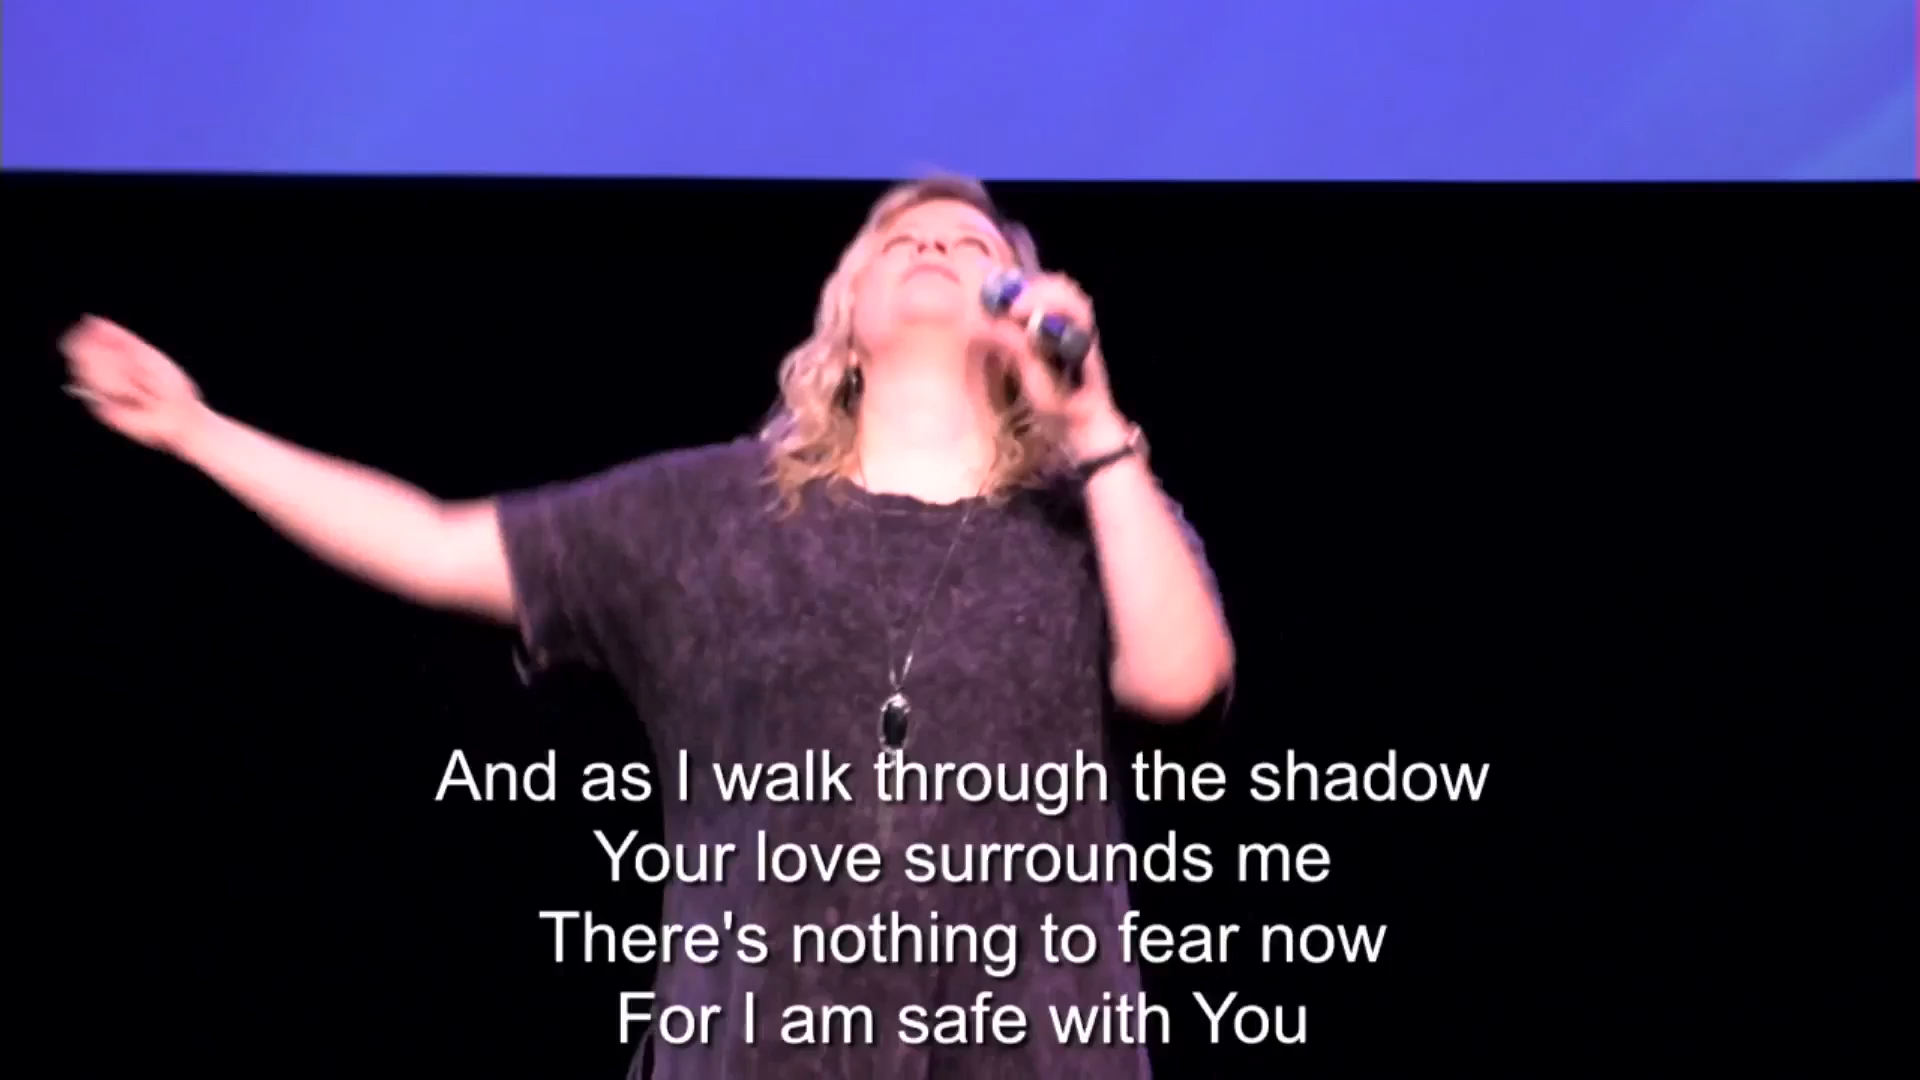 And as I walk through the shadow
Your love surrounds me
There's nothing to fear now
For I am safe with You